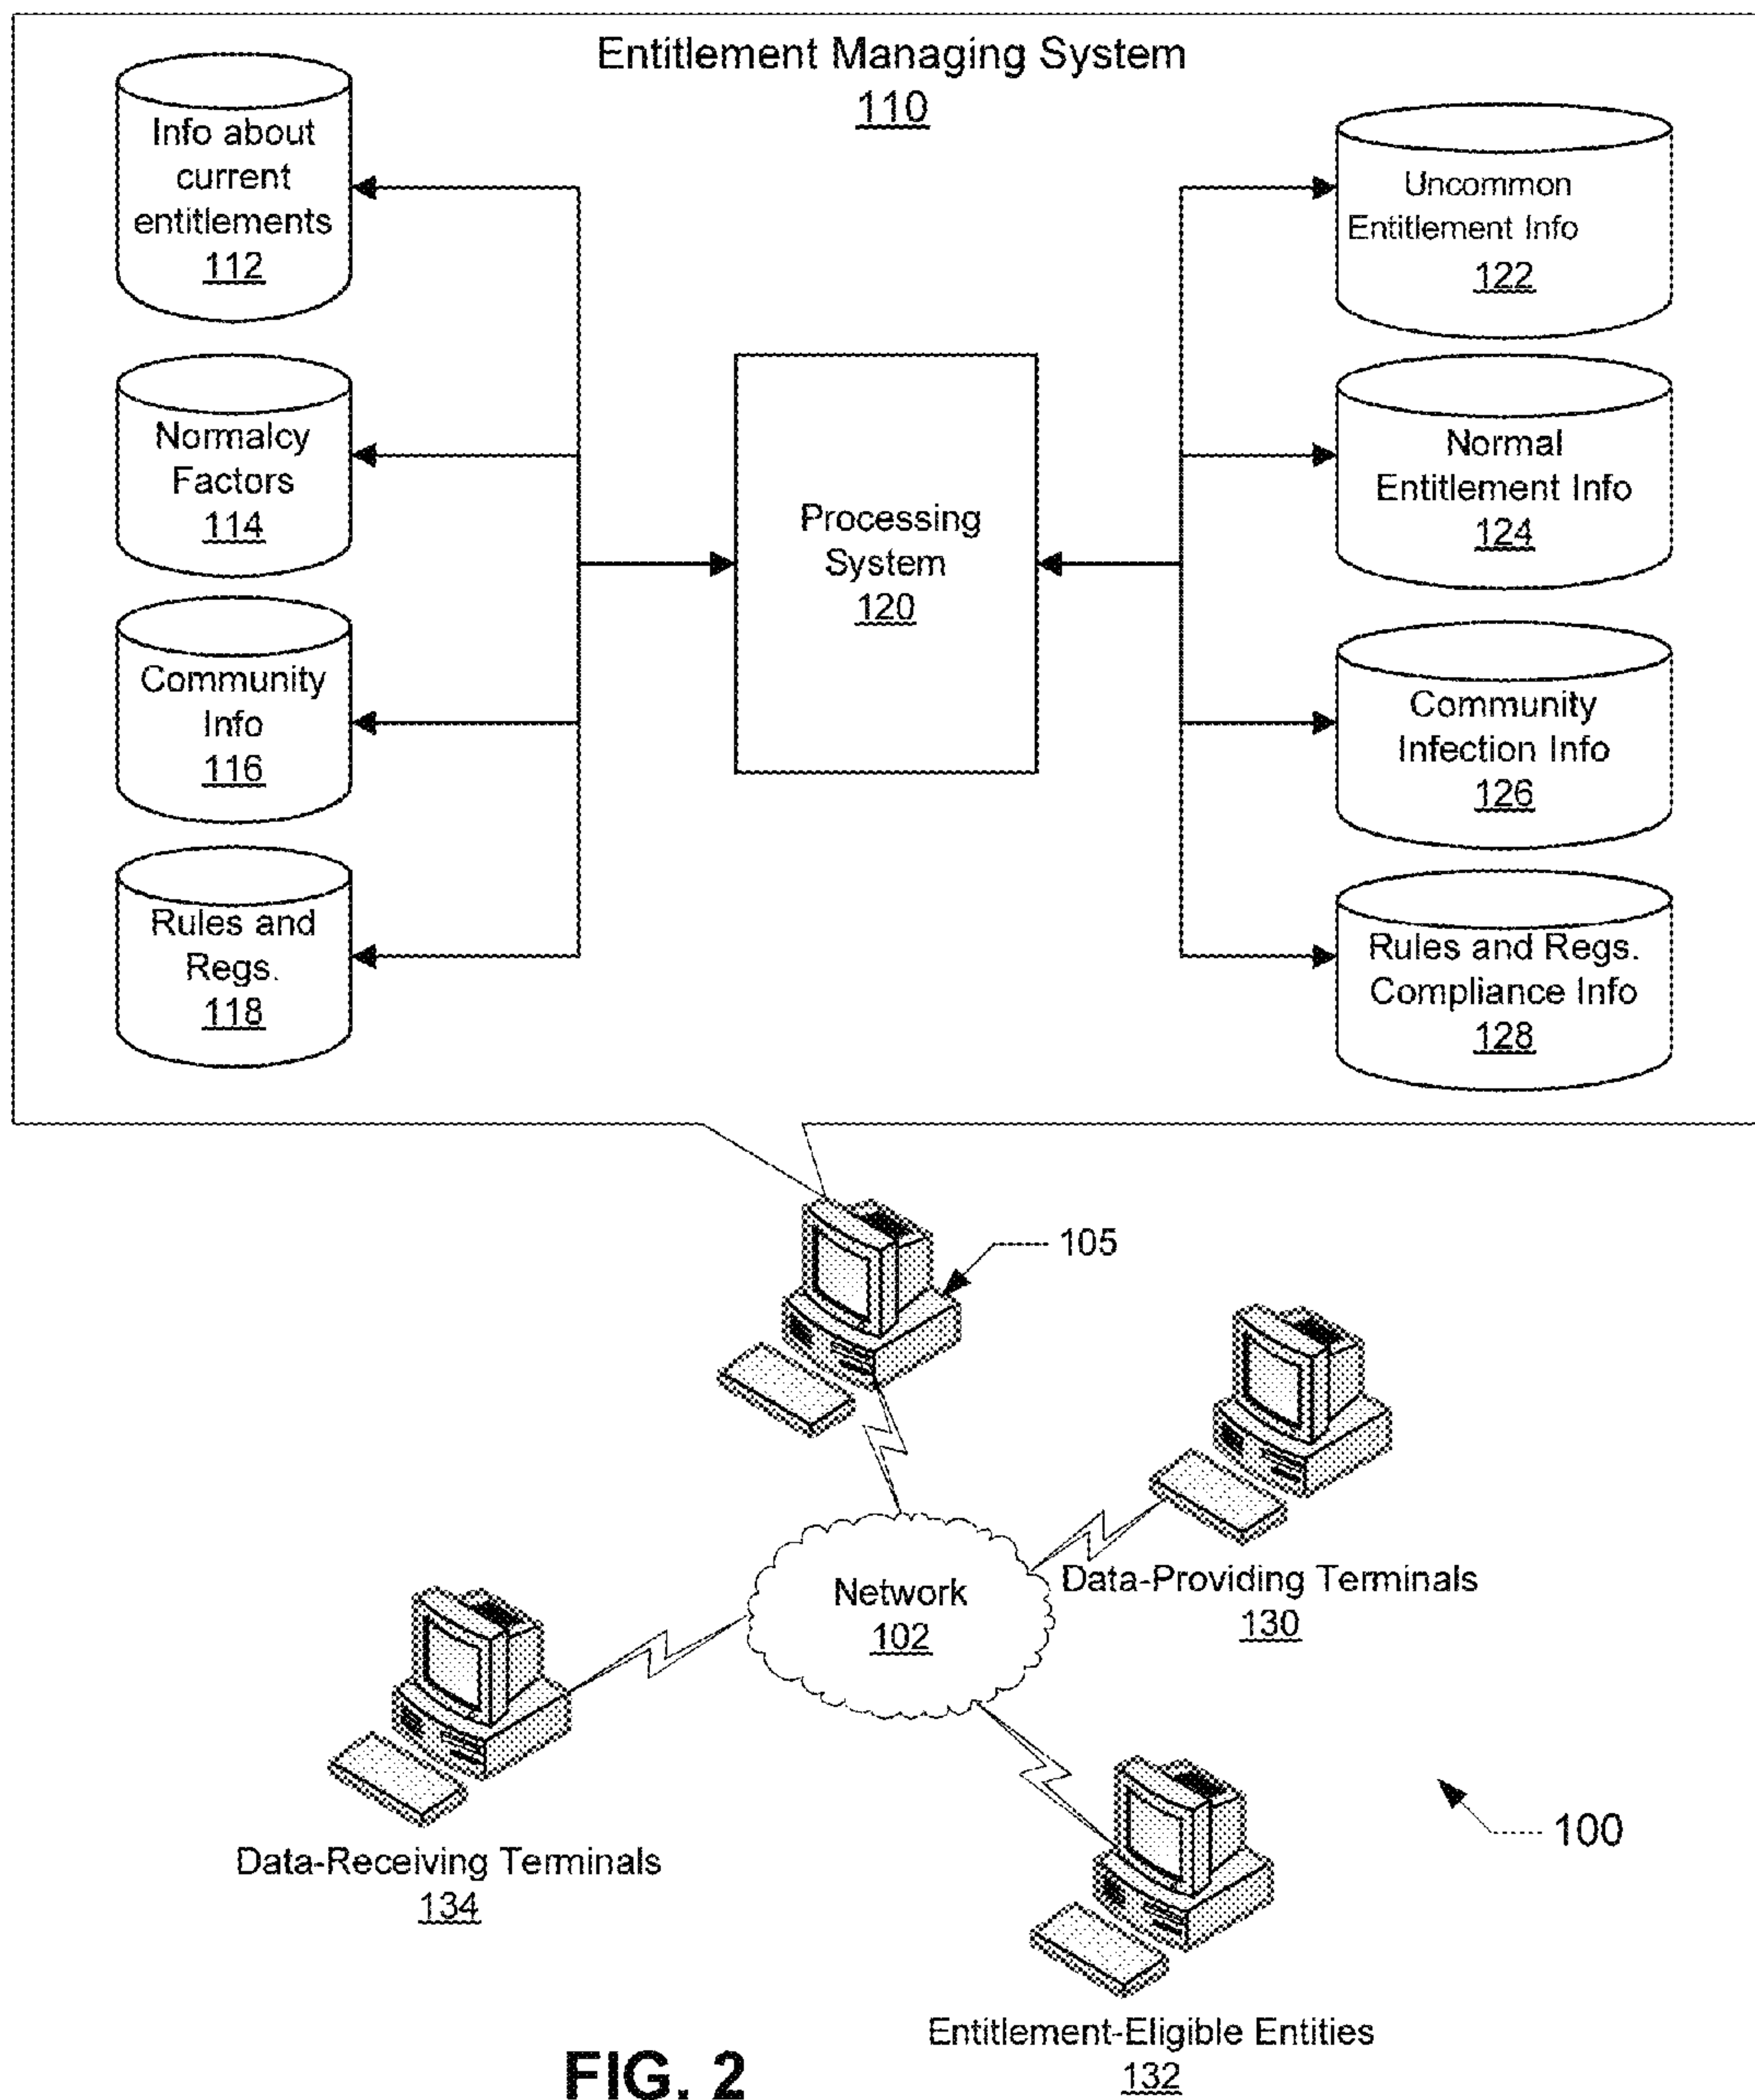 Entitlement Managing System
110
Info about
current
entitlements
112
Normalcy
Factors
114
Community
Info
116
Rules and
Regs.
118
Processing
System
120
Uncommon
Entitlement Info
122
Normal
Entitlement Info
124
Community
Infection Info
126
Rules and Regs.
Compliance Info
128
105
Network
102
Data-Providing Terminals
130
Data-Receiving Terminals
134
100
Entitlement-Eligible Entities
132
FIG. 2